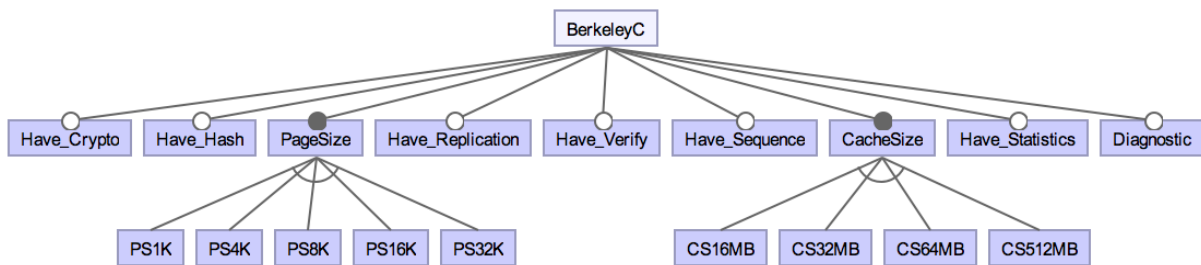 BerkeleyC
Have_Crypto Have_Hash PageSize Have_Replication Have_Verify Have_Sequence CacheSize Have_Statistics Diagnostic
PS1K PS4K PS8K PS16K PS32K CS16MB CS32MB CS64MB CS512MB